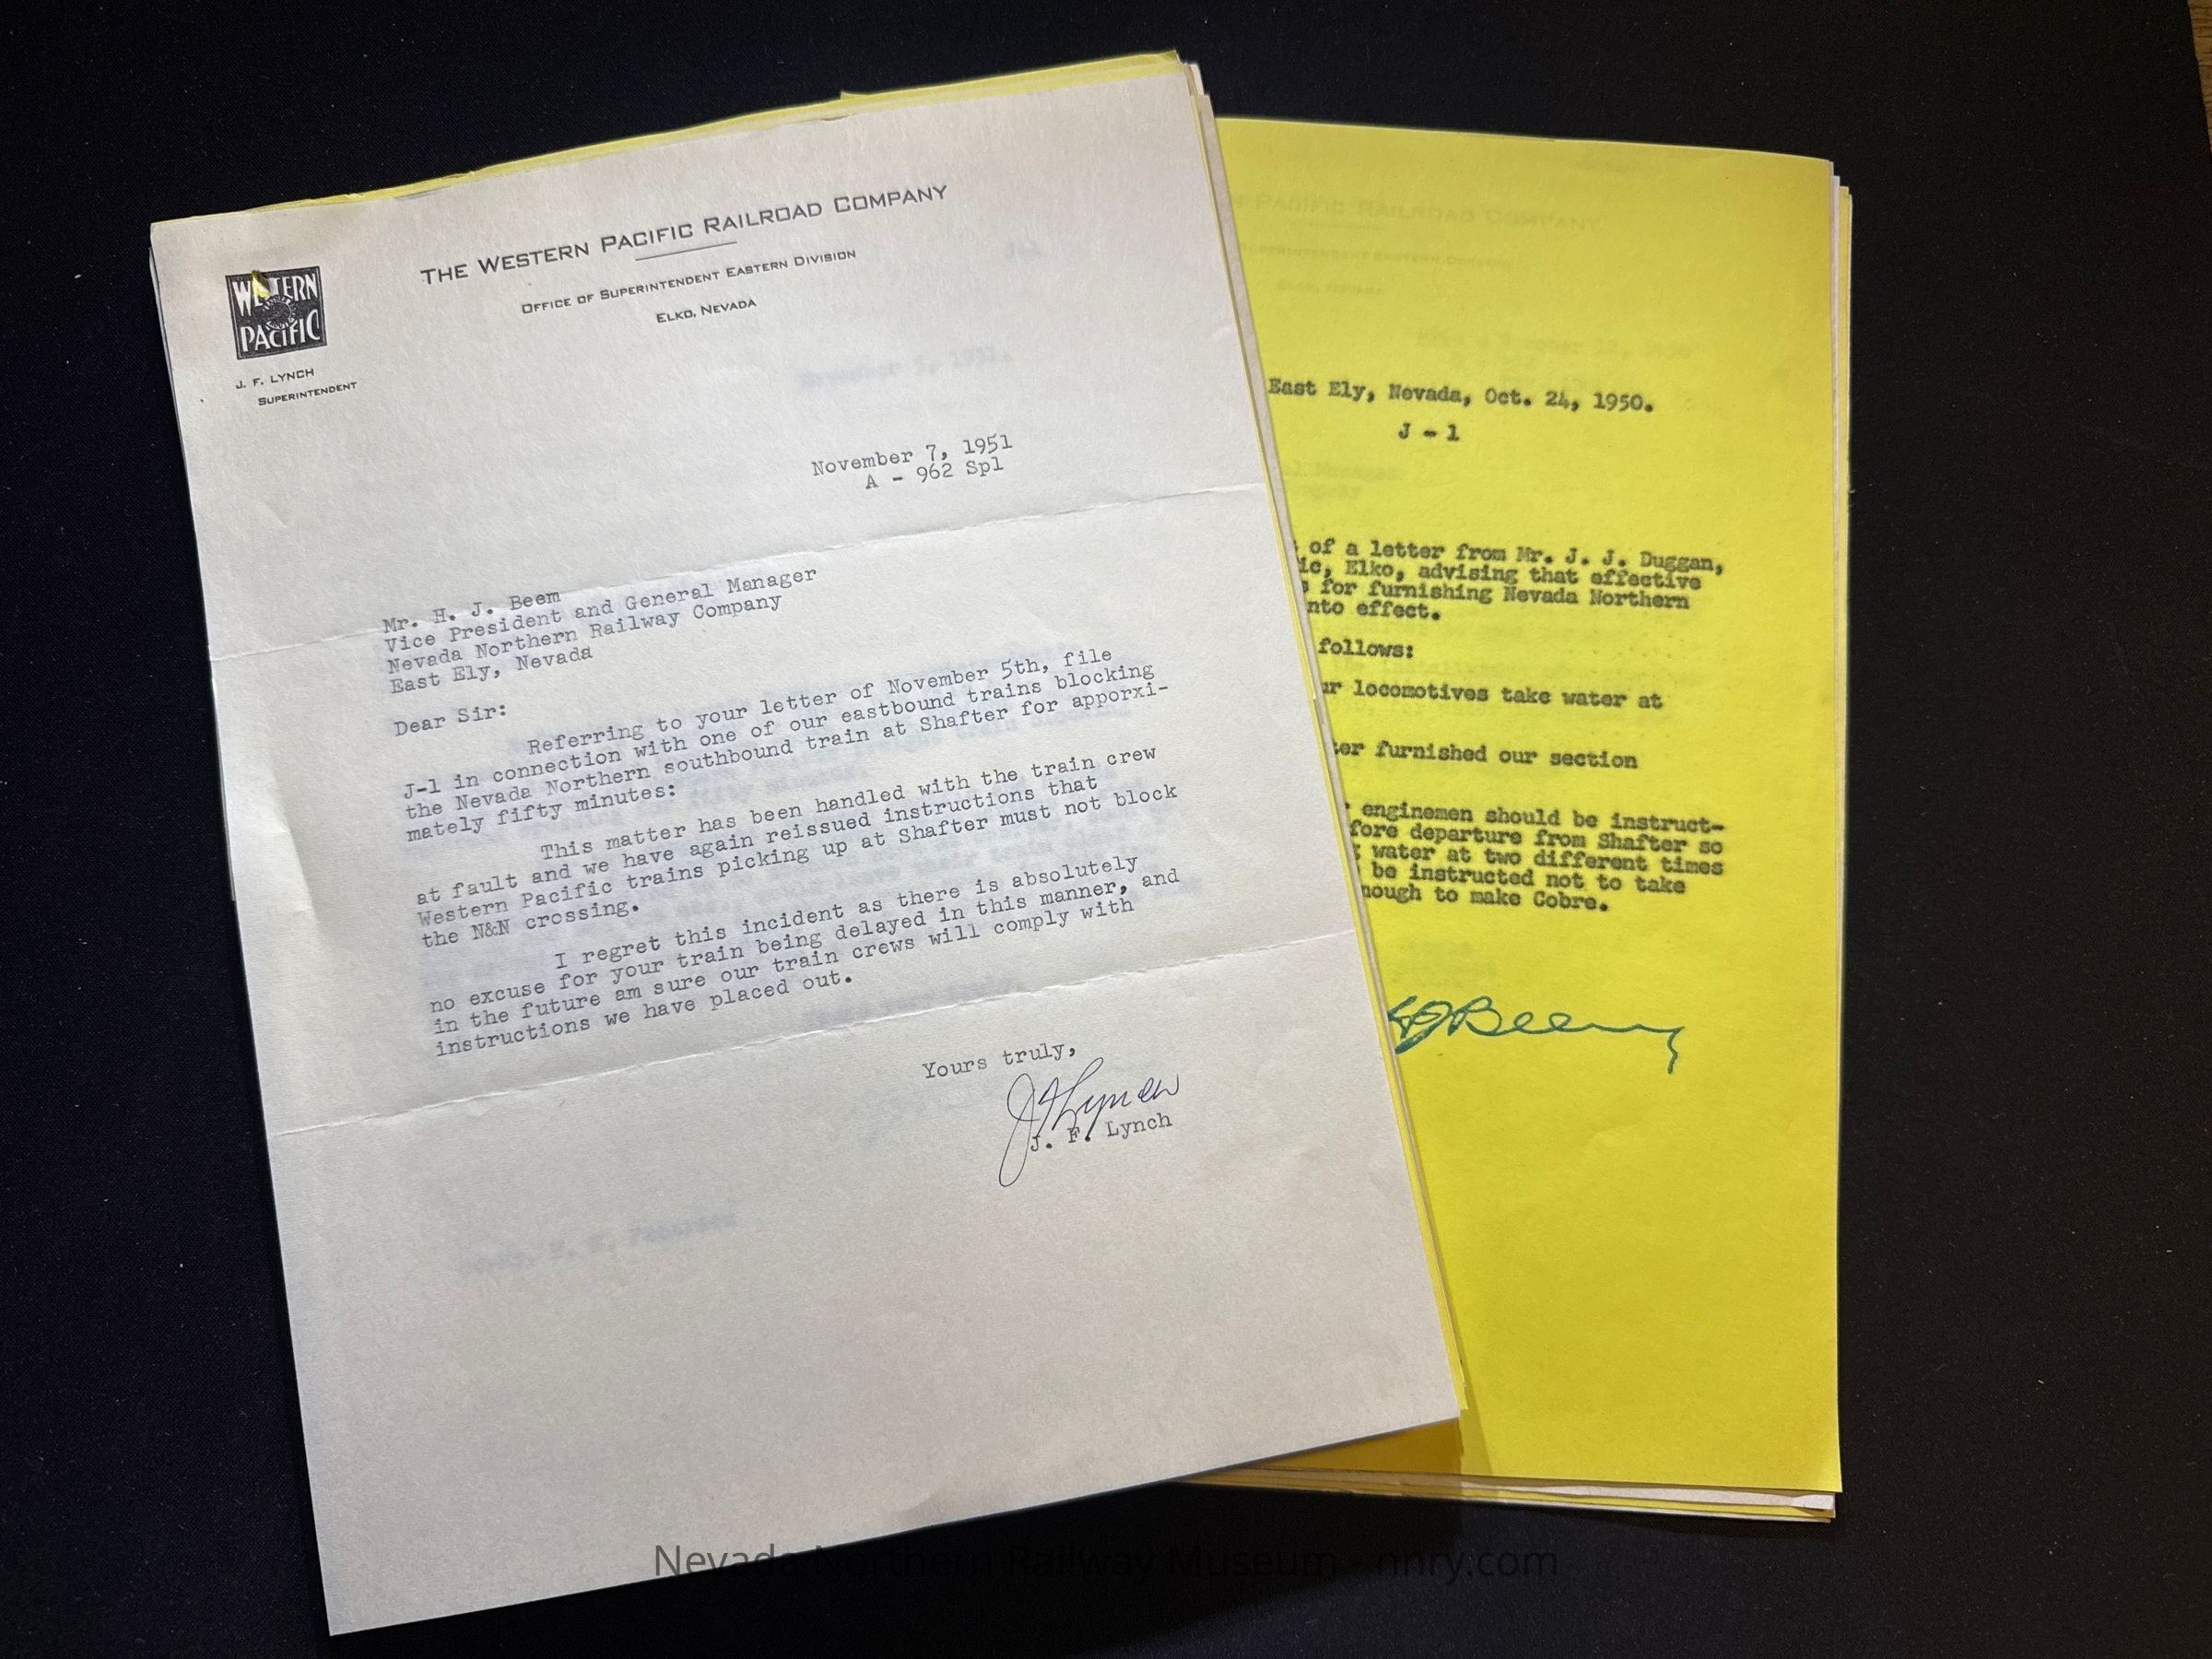 THE WESTERN PACIFIC RAILROAD COMPANY
OFFICE OF SUPERINTENDENT EASTERN DIVISION
ELKO, NEVADA
WESTERN
PACIFIC
J. F. LYNCH
SUPERINTENDENT
November 7, 1951
A - 962 Spl
Mr. H. J. Beem
Vice President and General Manager
Nevada Northern Railway Company
East Ely, Nevada
Dear Sir:
Referring to your letter of November 5th, file
J-1 in connection with one of our eastbound trains blocking
the Nevada Northern southbound train at Shafter for apporxi-
mately fifty minutes:
This matter has been handled with the train crew
at fault and we have again reissued instructions that
Western Pacific trains picking up at Shafter must not block
the N&N crossing.
I regret this incident as there is absolutely
no excuse for your train being delayed in this manner, and
in the future am sure our train crews will comply with
instructions we have placed out.
Yours truly,
J F Lynch
J. F. Lynch
PACIFIC RAILROAD COMPANY
East Ely, Nevada, Oct. 24, 1950.
J - 1
of a letter from Mr. J. J. Duggan,
ic, Elko, advising that effective
s for furnishing Nevada Northern
nto effect.
follows:
ur locomotives take water at
ter furnished our section
enginemen should be instruct-
fore departure from Shafter so
water at two different times
be instructed not to take
nough to make Cobre.
HJBeem
Nevada Northern Railway Museum nnry.com